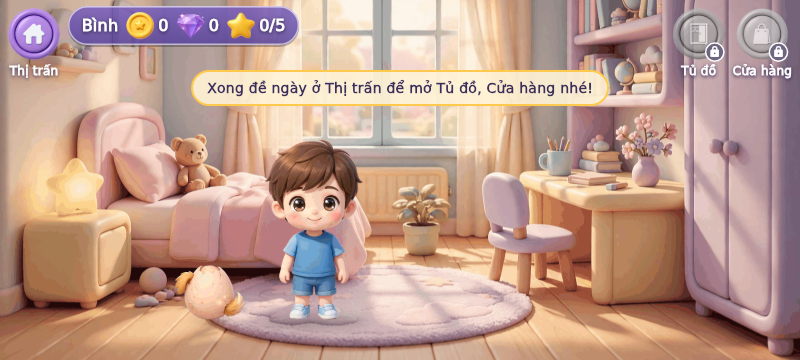 Bình 0 0 0/5
Thị trấn
Tủ đồ
Cửa hàng
Xong đề ngày ở Thị trấn để mở Tủ đồ, Cửa hàng nhé!